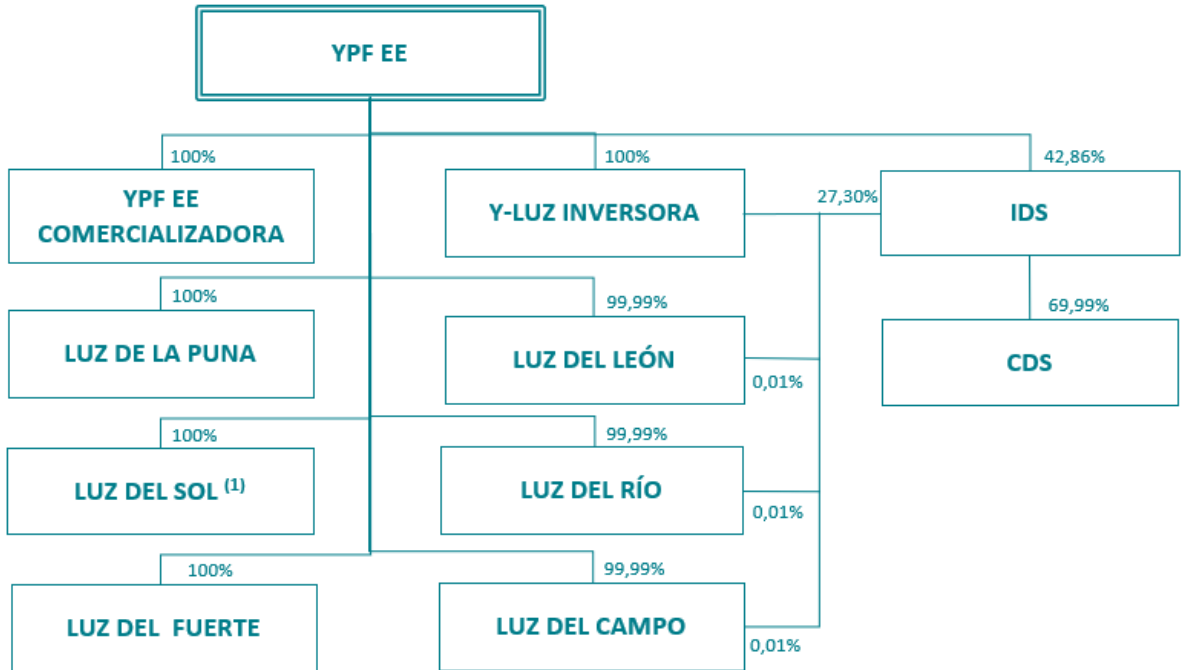 YPF EE
100%
100%
42,86%
YPF EE
COMERCIALIZADORA
Y-LUZ INVERSORA
27,30%
IDS
100%
99,99%
69,99%
LUZ DE LA PUNA
LUZ DEL LEÓN
0,01%
CDS
100%
99,99%
LUZ DEL SOL (1)
LUZ DEL RÍO
0,01%
100%
99,99%
LUZ DEL FUERTE
LUZ DEL CAMPO
0,01%